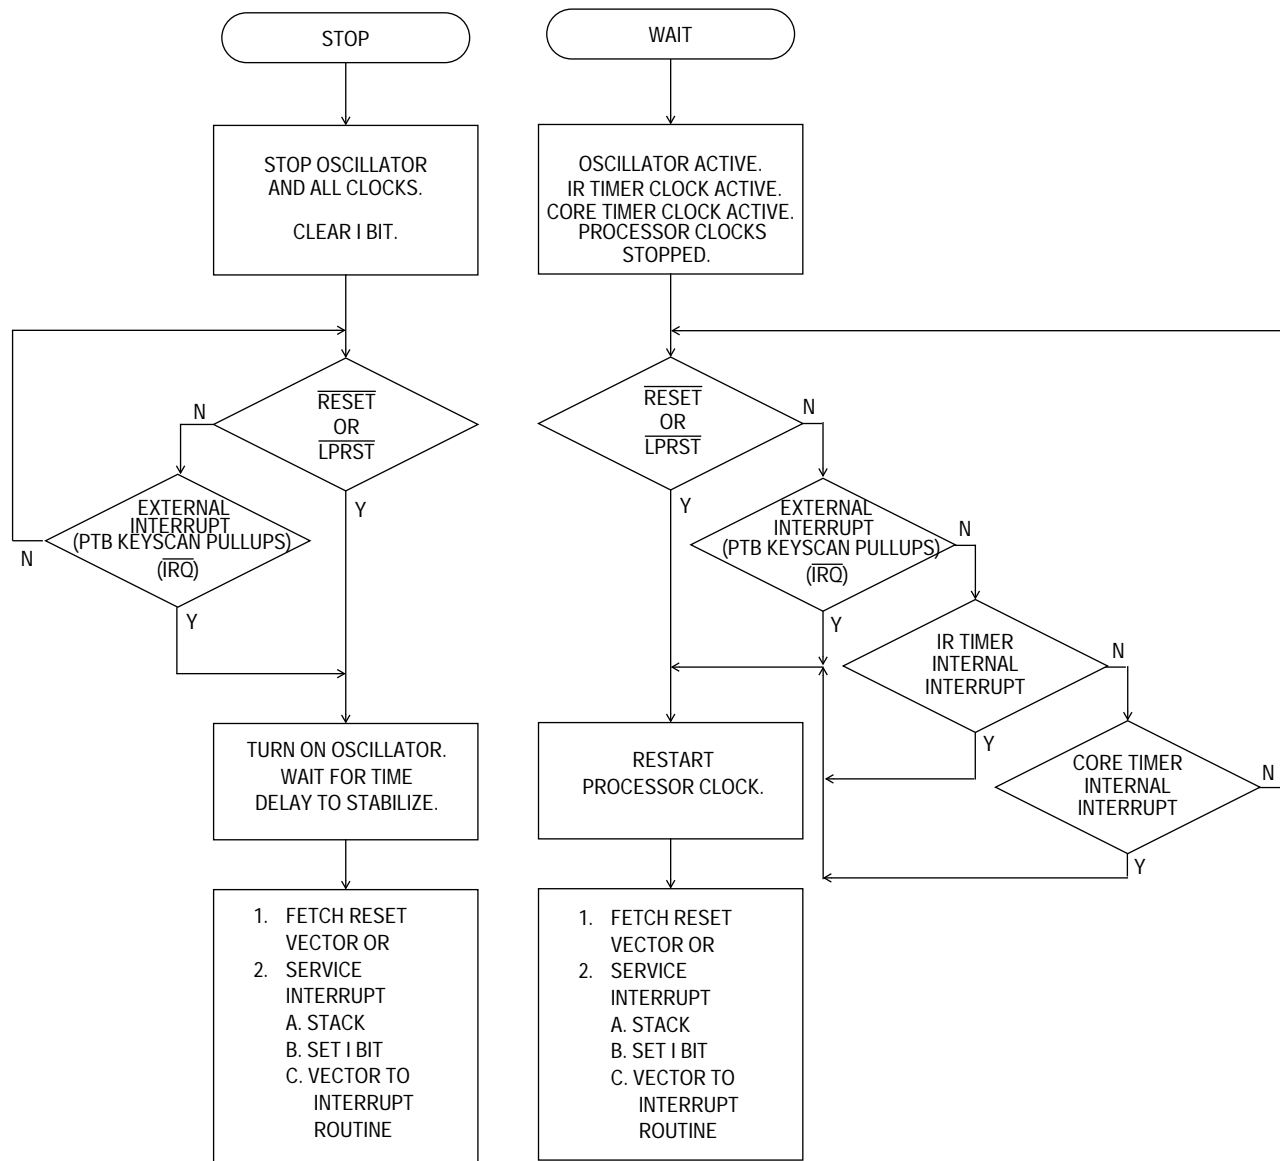 STOP
STOP OSCILLATOR
AND ALL CLOCKS.
CLEAR I BIT.
RESET
OR
LPRST
N
Y
EXTERNAL
INTERRUPT
(PTB KEYSCAN PULLUPS)
(IRQ)
N
Y
TURN ON OSCILLATOR.
WAIT FOR TIME
DELAY TO STABILIZE.
1. FETCH RESET
VECTOR OR
2. SERVICE
INTERRUPT
A. STACK
B. SET I BIT
C. VECTOR TO
INTERRUPT
ROUTINE
WAIT
OSCILLATOR ACTIVE.
IR TIMER CLOCK ACTIVE.
CORE TIMER CLOCK ACTIVE.
PROCESSOR CLOCKS
STOPPED.
RESET
OR
LPRST
N
Y
EXTERNAL
INTERRUPT
(PTB KEYSCAN PULLUPS)
(IRQ)
N
Y
IR TIMER
INTERNAL
INTERRUPT
N
Y
CORE TIMER
INTERNAL
INTERRUPT
N
Y
RESTART
PROCESSOR CLOCK.
1. FETCH RESET
VECTOR OR
2. SERVICE
INTERRUPT
A. STACK
B. SET I BIT
C. VECTOR TO
INTERRUPT
ROUTINE